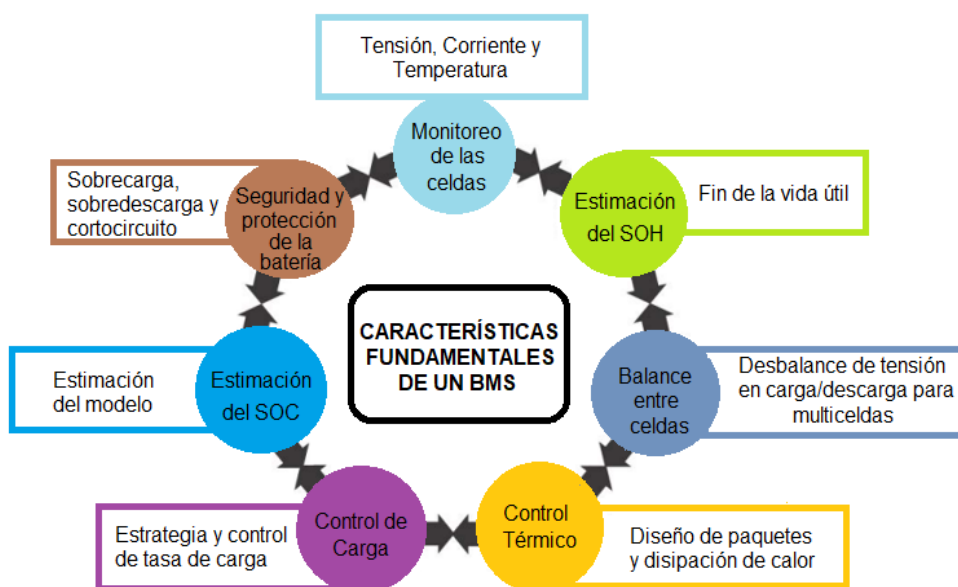 Tensión, Corriente y
Temperatura
Monitoreo
de las
celdas
Sobrecarga,
sobredescarga y
cortocircuito
Seguridad y
protección
de la
batería
Estimación
del SOH
Fin de la vida útil
CARACTERÍSTICAS
FUNDAMENTALES
DE UN BMS
Estimación
del modelo
Estimación
del SOC
Balance
entre
celdas
Desbalance de tensión
en carga/descarga para
multiceldas
Estrategia y control
de tasa de carga
Control de
Carga
Control
Térmico
Diseño de paquetes
y disipación de calor